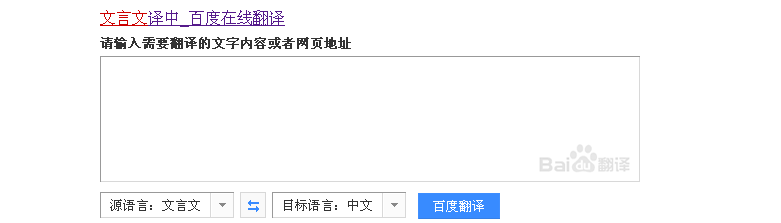 文言文译中_百度在线翻译
请输入需要翻译的文字内容或者网页地址
Baidu翻译
源语言：文言文 目标语言：中文 百度翻译